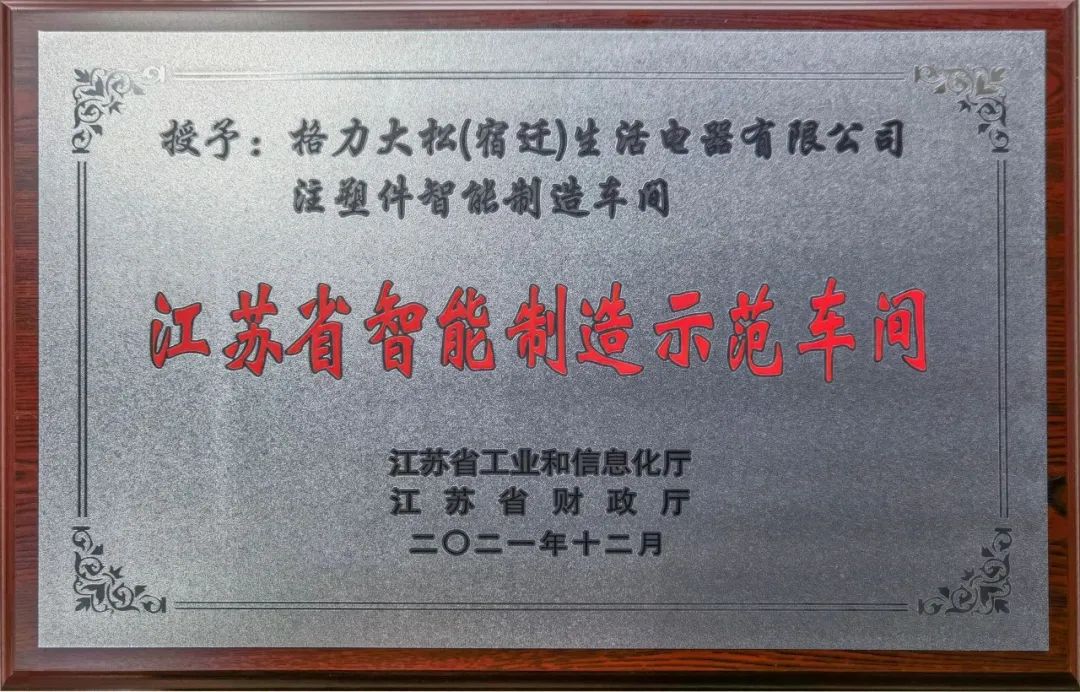 授予：格力大松(宿迁)生活电器有限公司
注塑件智能制造车间
江苏省智能制造示范车间
江苏省工业和信息化厅
江苏省财政厅
二〇二一年十二月